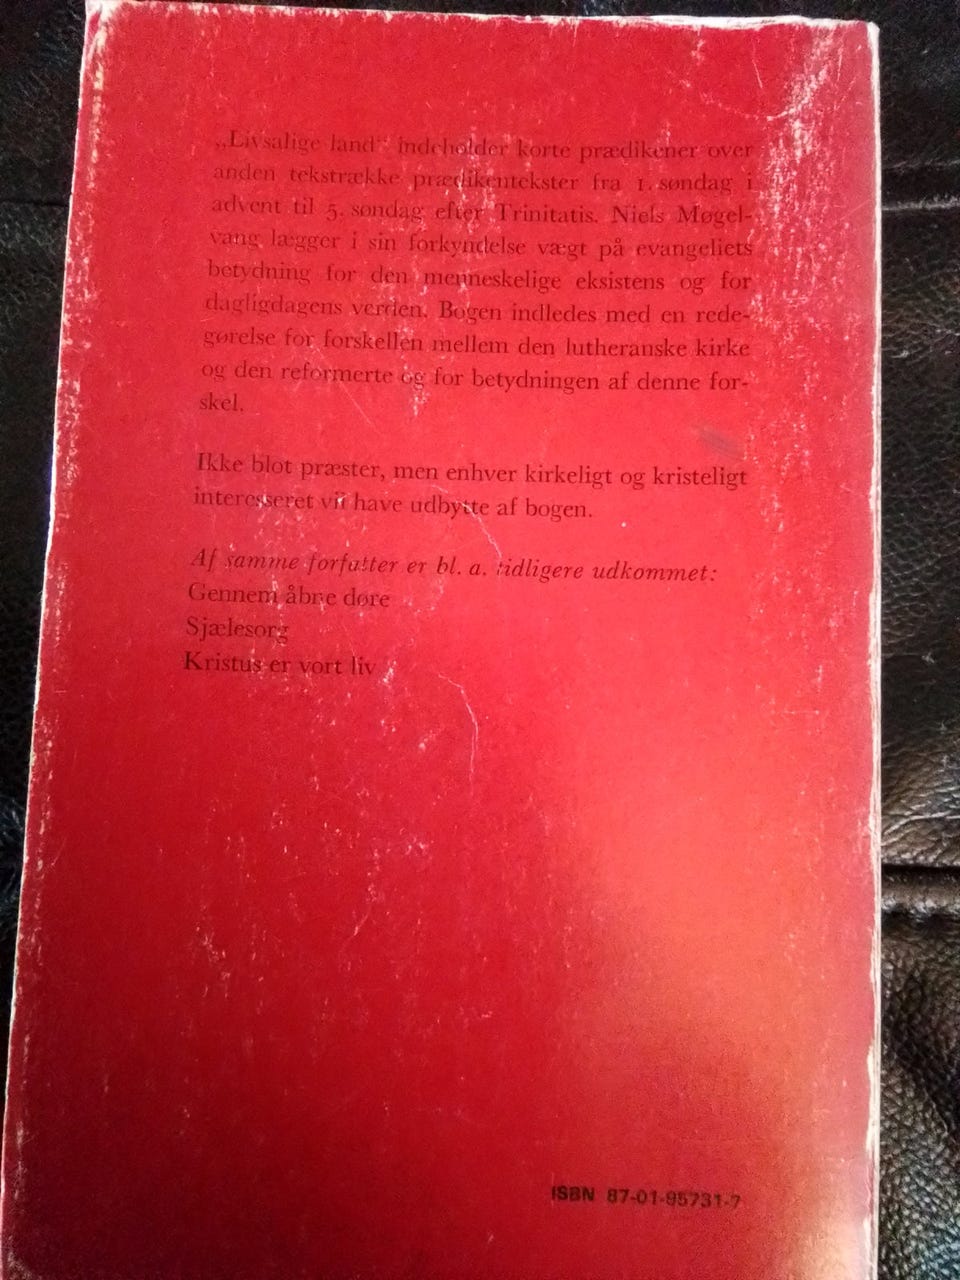 „Livsalige land“ indeholder korte prædikener over
anden tekstrække prædikentekster fra 1. søndag i
advent til 5. søndag efter Trinitatis. Niels Møgel-
vang lægger i sin forkyndelse vægt på evangeliets
betydning for den menneskelige eksistens og for
dagligdagens verden. Bogen indledes med en rede-
gørelse for forskellen mellem den lutheranske kirke
og den reformerte og for betydningen af denne for-
skel.
Ikke blot præster, men enhver kirkeligt og kristeligt
interesseret vil have udbytte af bogen.
Af samme forfatter er bl. a. tidligere udkommet:
Gennem åbne døre
Sjælesorg
Kristus er vort liv
ISBN 87-01-95731-7